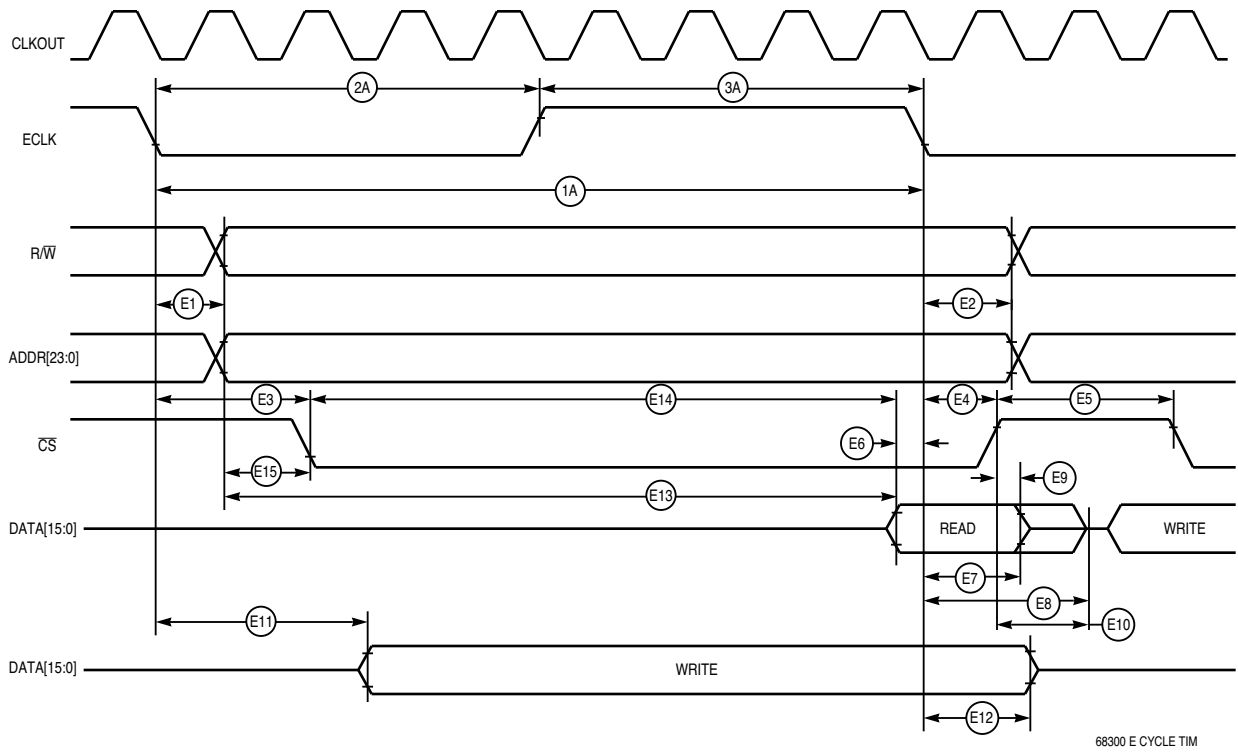 CLKOUT
2A
3A
ECLK
1A
R/W̅
E1
E2
ADDR[23:0]
E3
E14
E4
E5
C̅S̅
E6
E15
E9
E13
DATA[15:0]
READ
WRITE
E7
E8
E11
E10
DATA[15:0]
WRITE
E12
68300 E CYCLE TIM